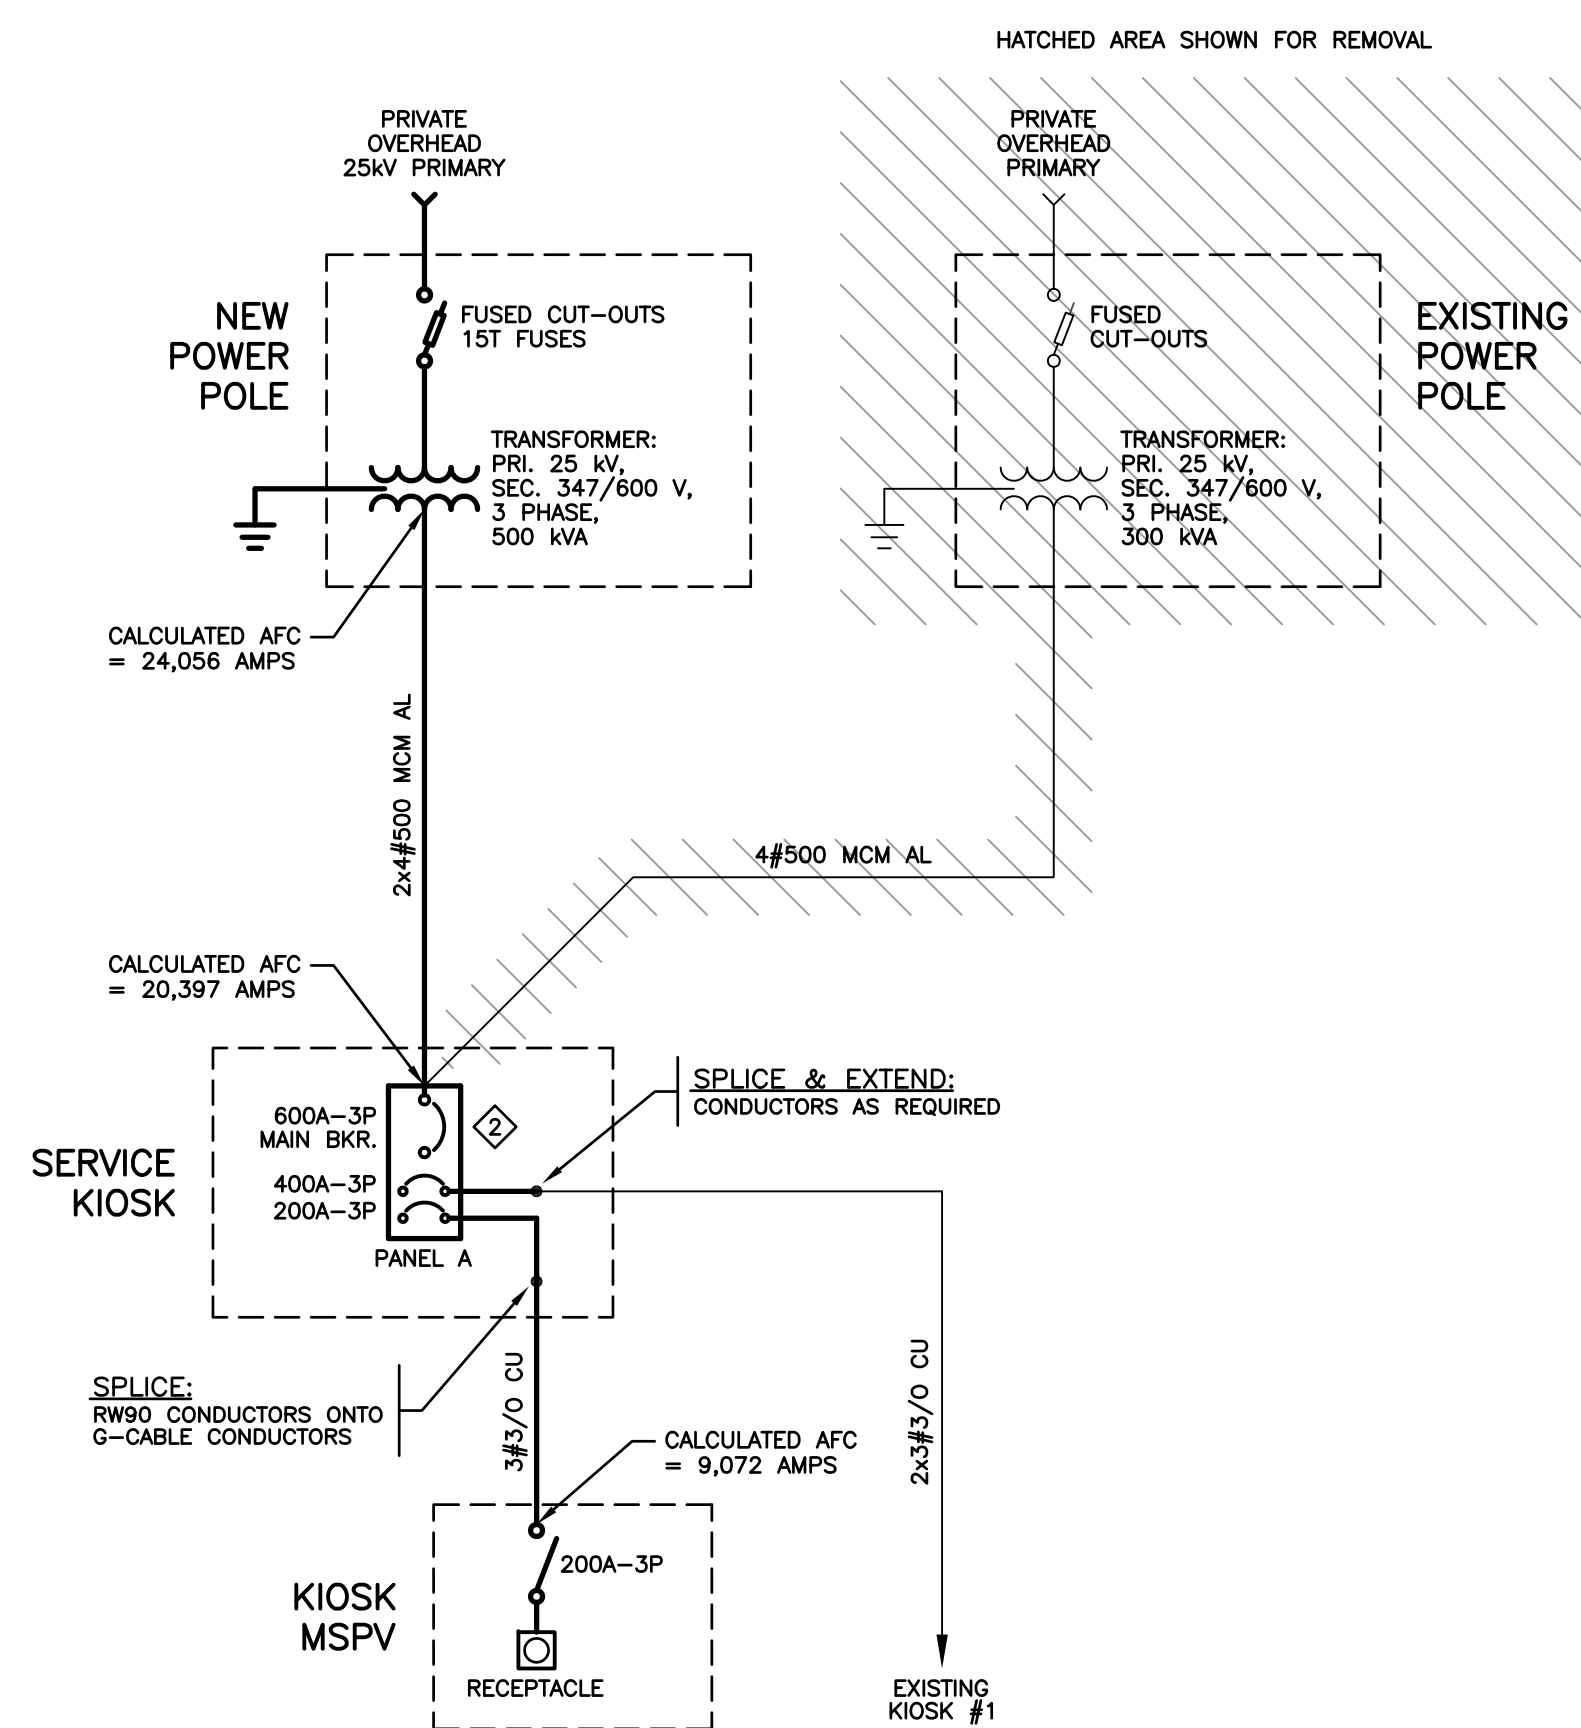 HATCHED AREA SHOWN FOR REMOVAL
PRIVATE
OVERHEAD
25kV PRIMARY
PRIVATE
OVERHEAD
PRIMARY
NEW
POWER
POLE
FUSED CUT-OUTS
15T FUSES
FUSED
CUT-OUTS
EXISTING
POWER
POLE
TRANSFORMER:
PRI. 25 kV,
SEC. 347/600 V,
3 PHASE,
500 kVA
TRANSFORMER:
PRI. 25 kV,
SEC. 347/600 V,
3 PHASE,
300 kVA
CALCULATED AFC
= 24,056 AMPS
2x4#500 MCM AL
4#500 MCM AL
CALCULATED AFC
= 20,397 AMPS
SPLICE & EXTEND:
CONDUCTORS AS REQUIRED
600A-3P
MAIN BKR.
2
SERVICE
KIOSK
400A-3P
200A-3P
PANEL A
SPLICE:
RW90 CONDUCTORS ONTO
G-CABLE CONDUCTORS
3#3/0 CU
2x3#3/0 CU
CALCULATED AFC
= 9,072 AMPS
200A-3P
KIOSK
MSPV
RECEPTACLE
EXISTING
KIOSK #1